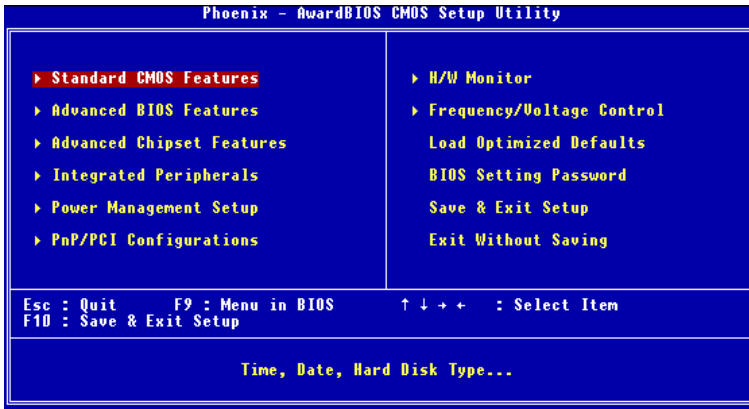 Phoenix - AwardBIOS CMOS Setup Utility
▸ Standard CMOS Features
▸ Advanced BIOS Features
▸ Advanced Chipset Features
▸ Integrated Peripherals
▸ Power Management Setup
▸ PnP/PCI Configurations
▸ H/W Monitor
▸ Frequency/Voltage Control
Load Optimized Defaults
BIOS Setting Password
Save & Exit Setup
Exit Without Saving
Esc : Quit F9 : Menu in BIOS ↑ ↓ → ← : Select Item
F10 : Save & Exit Setup
Time, Date, Hard Disk Type...